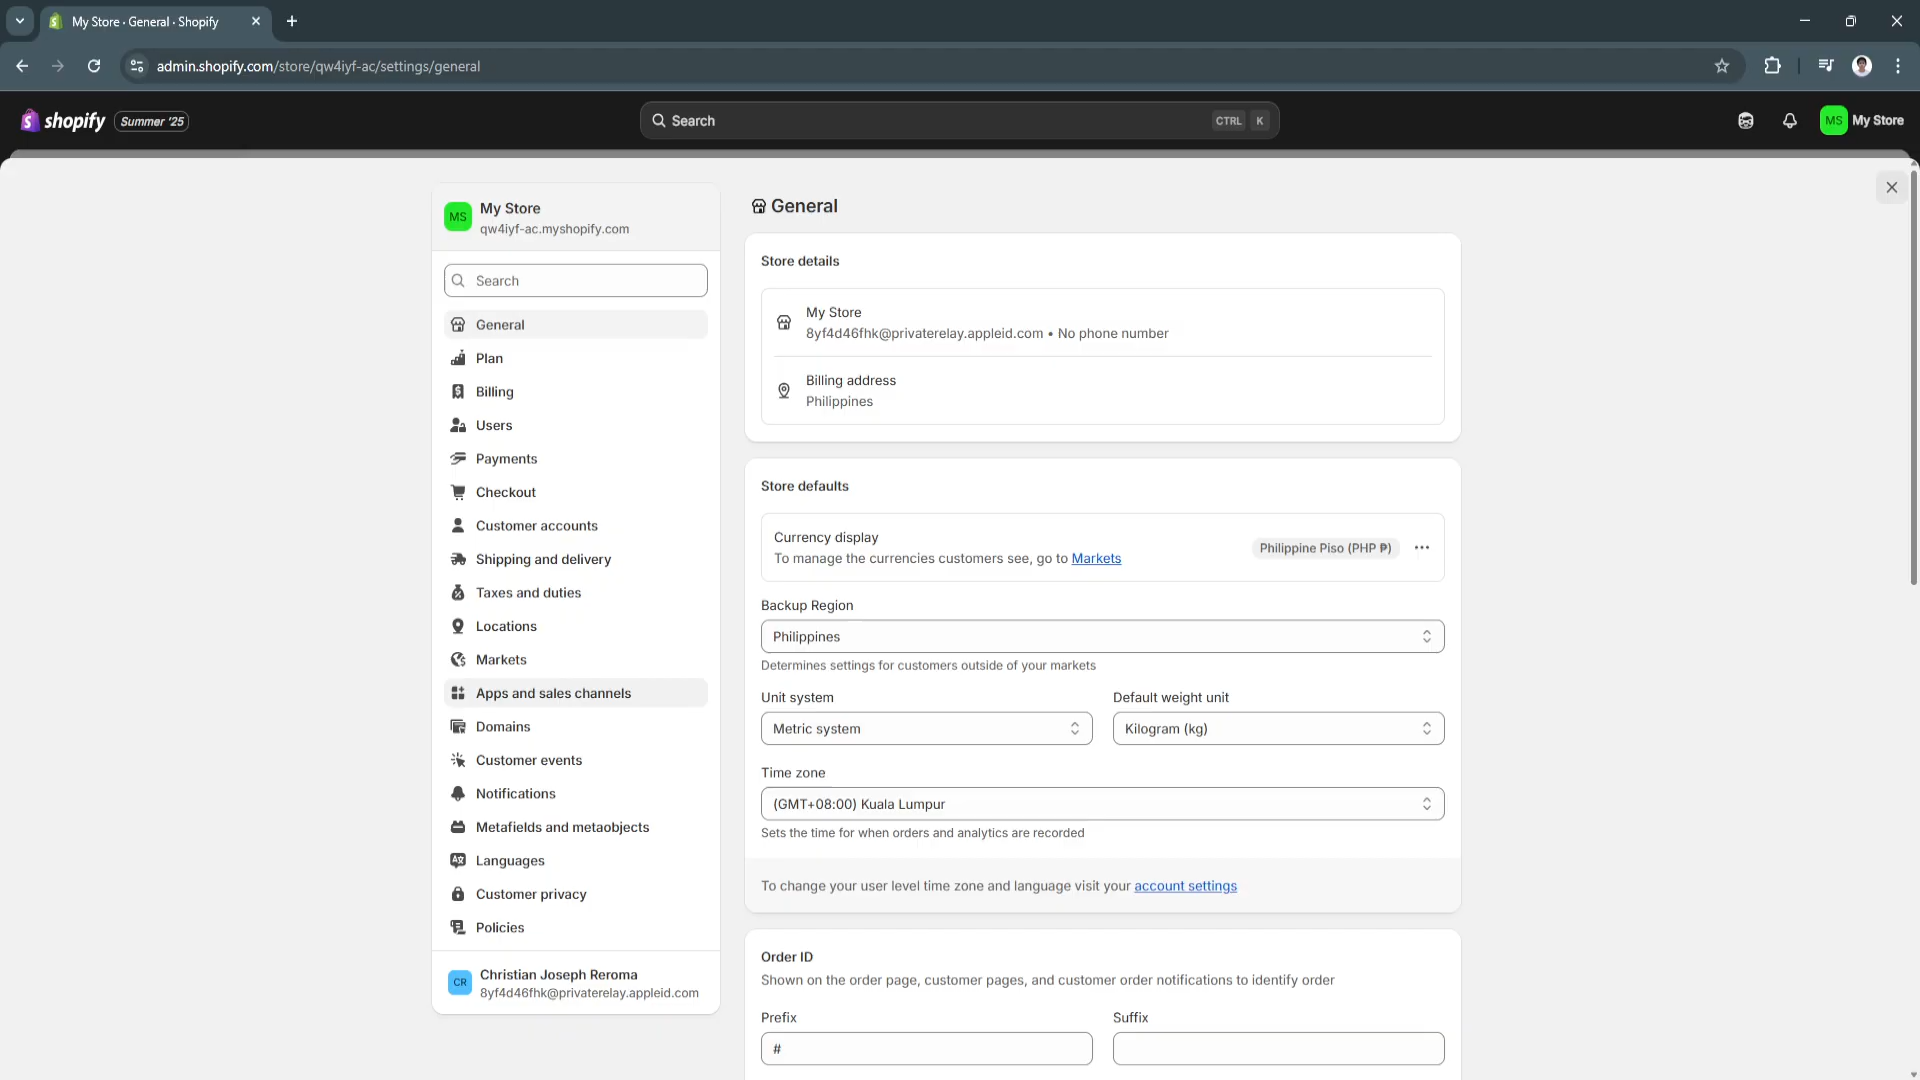 My Store · General · Shopify
admin.shopify.com/store/qw4iyf-ac/settings/general
shopify
Summer '25
Search
CTRL K
MS
My Store
MS
My Store
qw4iyf-ac.myshopify.com
Search
General
Plan
Billing
Users
Payments
Checkout
Customer accounts
Shipping and delivery
Taxes and duties
Locations
Markets
Apps and sales channels
Domains
Customer events
Notifications
Metafields and metaobjects
Languages
Customer privacy
Policies
CR
Christian Joseph Reroma
8yf4d46fhk@privaterelay.appleid.com
General
Store details
My Store
8yf4d46fhk@privaterelay.appleid.com • No phone number
Billing address
Philippines
Store defaults
Currency display
To manage the currencies customers see, go to Markets
Philippine Piso (PHP ₱)
Backup Region
Philippines
Determines settings for customers outside of your markets
Unit system
Default weight unit
Metric system
Kilogram (kg)
Time zone
(GMT+08:00) Kuala Lumpur
Sets the time for when orders and analytics are recorded
To change your user level time zone and language visit your account settings
Order ID
Shown on the order page, customer pages, and customer order notifications to identify order
Prefix
Suffix
#